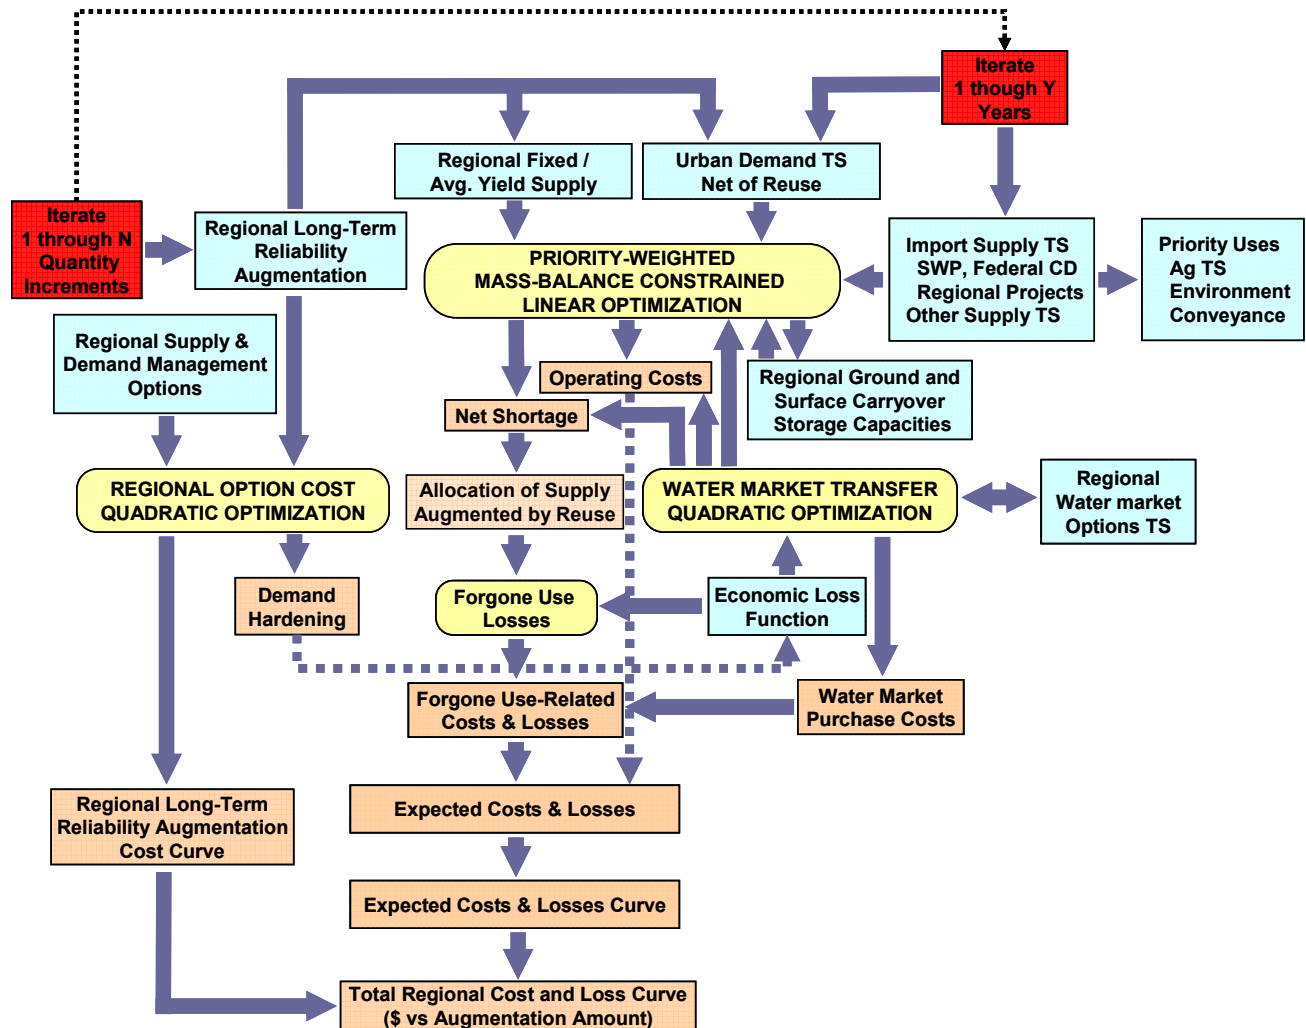 Iterate
1 though Y
Years
Regional Fixed /
Avg. Yield Supply
Urban Demand TS
Net of Reuse
Iterate
1 through N
Quantity
Increments
Regional Long-Term
Reliability
Augmentation
PRIORITY-WEIGHTED
MASS-BALANCE CONSTRAINED
LINEAR OPTIMIZATION
Import Supply TS
SWP, Federal CD
Regional Projects
Other Supply TS
Priority Uses
Ag TS
Environment
Conveyance
Regional Supply &
Demand Management
Options
Operating Costs
Regional Ground and
Surface Carryover
Storage Capacities
Net Shortage
REGIONAL OPTION COST
QUADRATIC OPTIMIZATION
Allocation of Supply
Augmented by Reuse
WATER MARKET TRANSFER
QUADRATIC OPTIMIZATION
Regional
Water market
Options TS
Demand
Hardening
Forgone Use
Losses
Economic Loss
Function
Forgone Use-Related
Costs & Losses
Water Market
Purchase Costs
Regional Long-Term
Reliability Augmentation
Cost Curve
Expected Costs & Losses
Expected Costs & Losses Curve
Total Regional Cost and Loss Curve
($ vs Augmentation Amount)